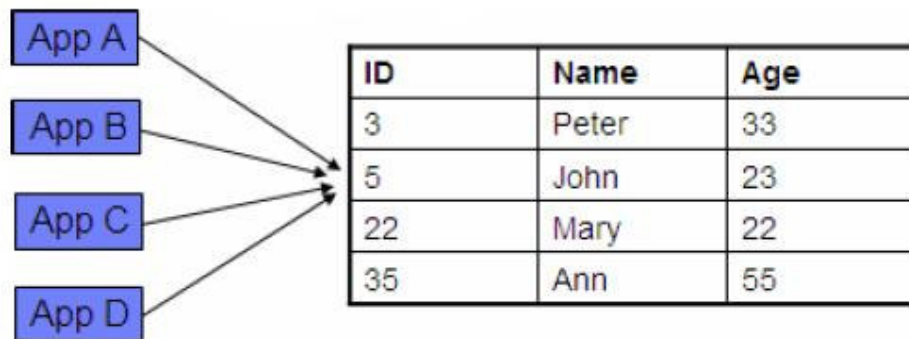 App A
App B
App C
App D
ID Name Age
3 Peter 33
5 John 23
22 Mary 22
35 Ann 55